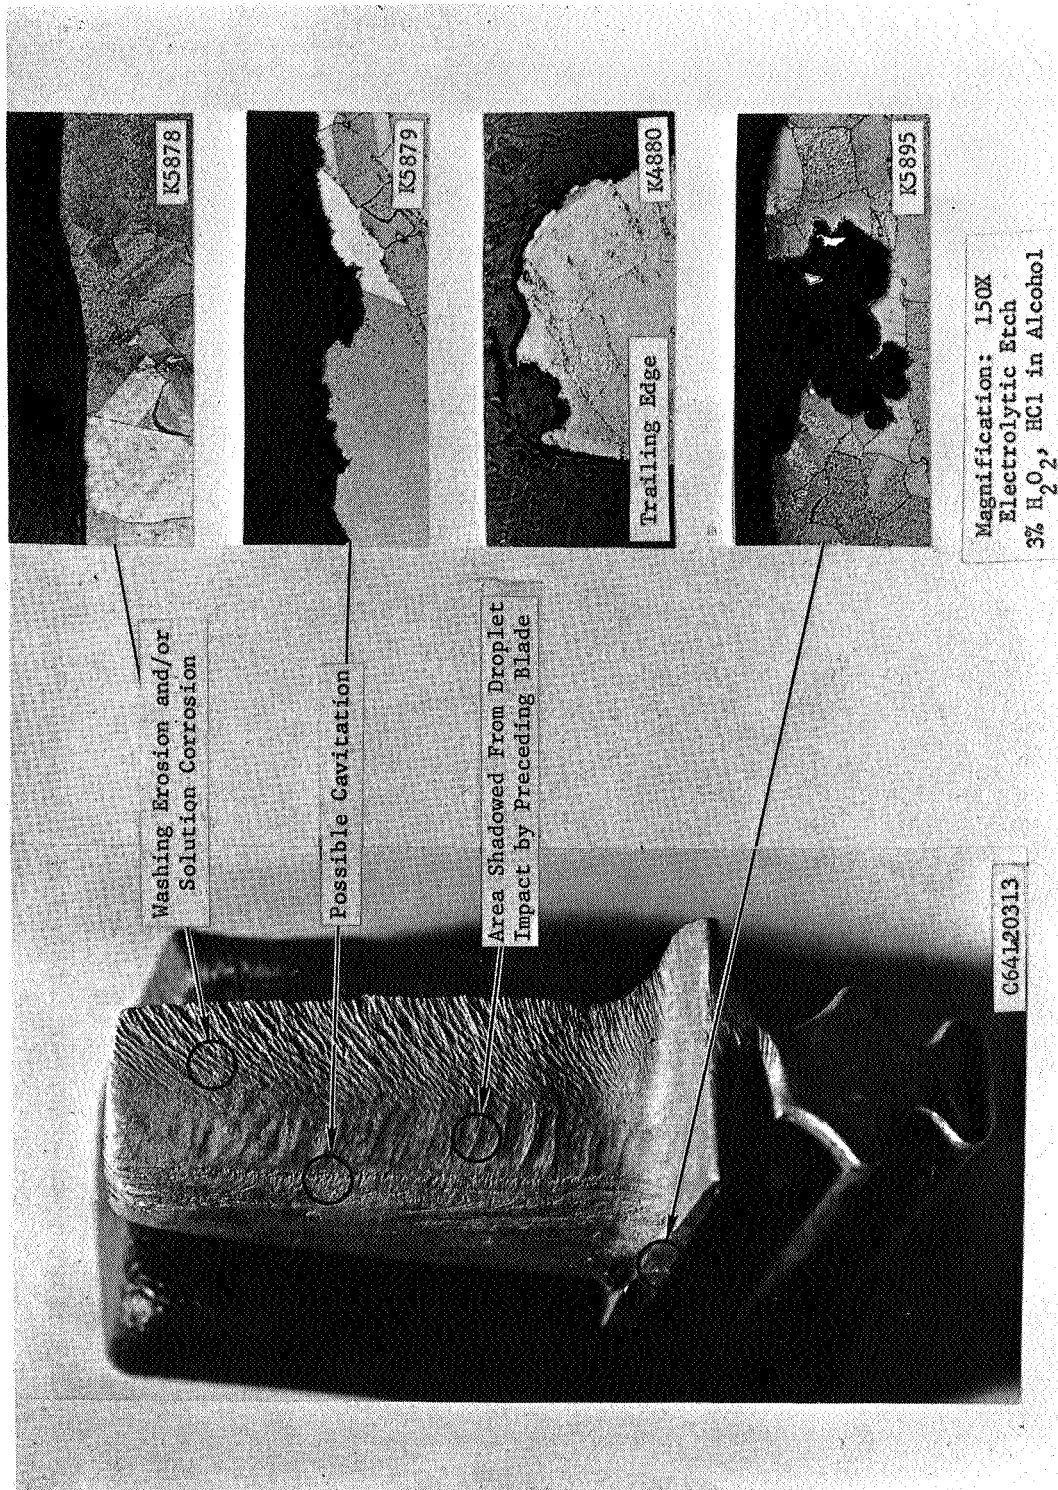 K5878
K5879
K4880
Trailing Edge
K5895
Magnification: 150X
Electrolytic Etch
3% H₂O₂, HCl in Alcohol
Washing Erosion and/or
Solution Corrosion
Possible Cavitation
Area Shadowed From Droplet
Impact by Preceding Blade
C64120313